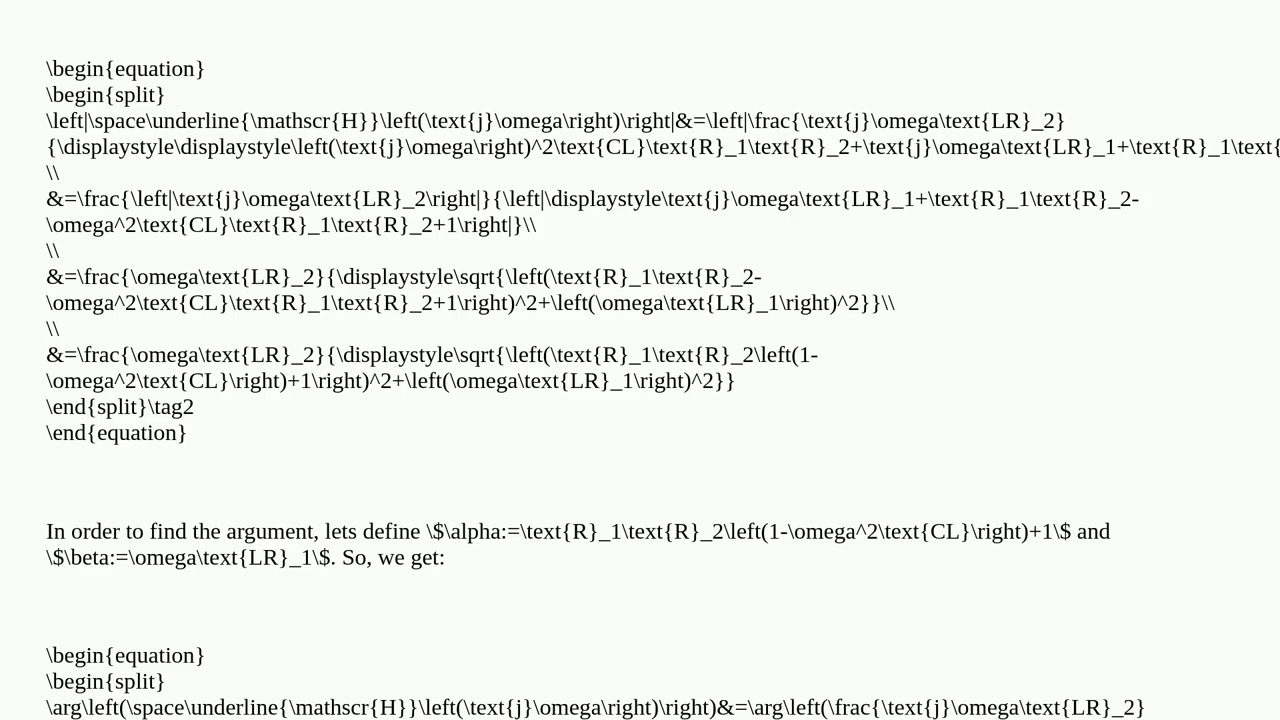 \begin{equation}
\begin{split}
\left|\space\underline{\mathscr{H}}\left(\text{j}\omega\right)\right|&=\left|\frac{\text{j}\omega\text{LR}_2}
{\displaystyle\displaystyle\left(\text{j}\omega\right)^2\text{CL}\text{R}_1\text{R}_2+\text{j}\omega\text{LR}_1+\text{R}_1\text{
\\
&=\frac{\left|\text{j}\omega\text{LR}_2\right|}{\left|\displaystyle\text{j}\omega\text{LR}_1+\text{R}_1\text{R}_2-
\omega^2\text{CL}\text{R}_1\text{R}_2+1\right|}\\
\\
&=\frac{\omega\text{LR}_2}{\displaystyle\sqrt{\left(\text{R}_1\text{R}_2-
\omega^2\text{CL}\text{R}_1\text{R}_2+1\right)^2+\left(\omega\text{LR}_1\right)^2}}\\
\\
&=\frac{\omega\text{LR}_2}{\displaystyle\sqrt{\left(\text{R}_1\text{R}_2\left(1-
\omega^2\text{CL}\right)+1\right)^2+\left(\omega\text{LR}_1\right)^2}}
\end{split}\tag2
\end{equation}
In order to find the argument, lets define \$\alpha:=\text{R}_1\text{R}_2\left(1-\omega^2\text{CL}\right)+1\$ and
\$\beta:=\omega\text{LR}_1\$. So, we get:
\begin{equation}
\begin{split}
\arg\left(\space\underline{\mathscr{H}}\left(\text{j}\omega\right)\right)&=\arg\left(\frac{\text{j}\omega\text{LR}_2}